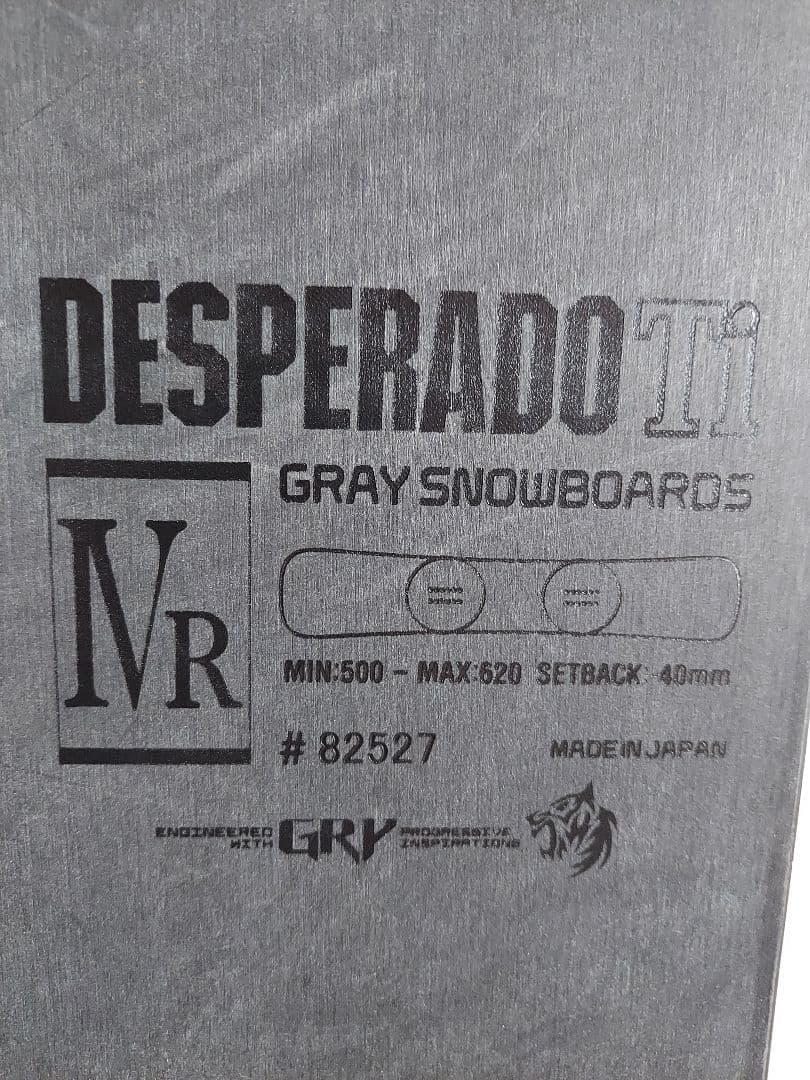 DESPERADO Ti
IVR
GRAY SNOWBOARDS
MIN:500 - MAX:620 SETBACK:-40mm
# 82527
MADE IN JAPAN
ENGINEERED WITH GRY PROGRESSIVE INSPIRATIONS